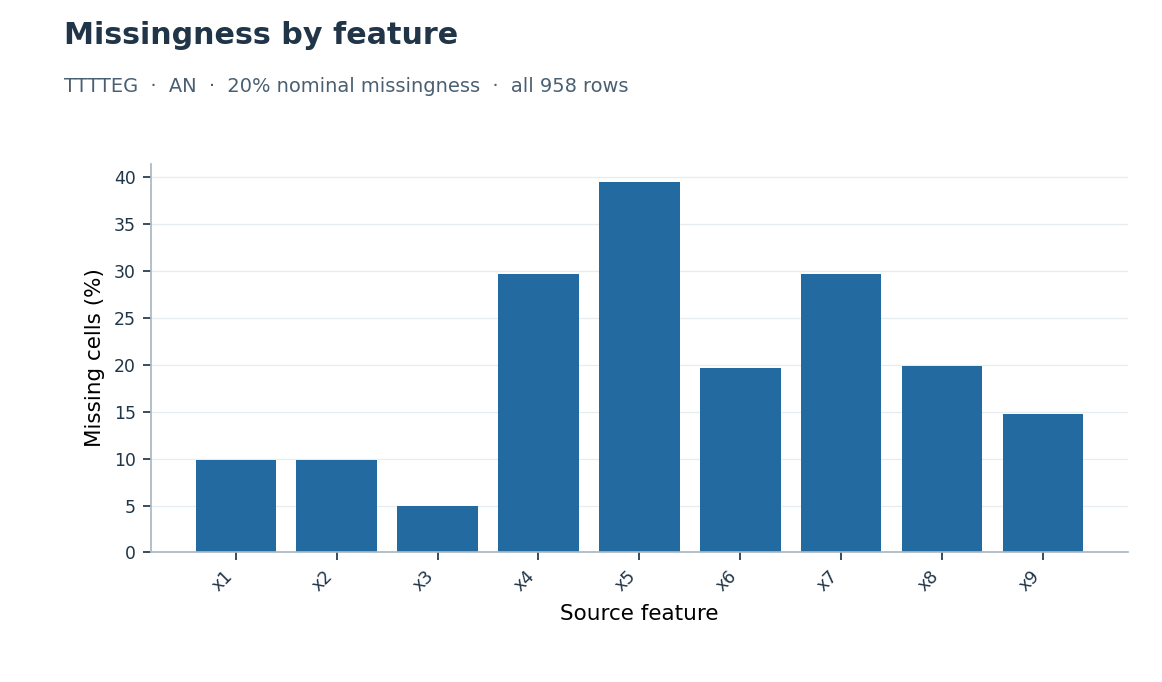 Missingness by feature
TTTTEG · AN · 20% nominal missingness · all 958 rows
Missing cells (%)
40
35
30
25
20
15
10
5
0
x1 x2 x3 x4 x5 x6 x7 x8 x9
Source feature